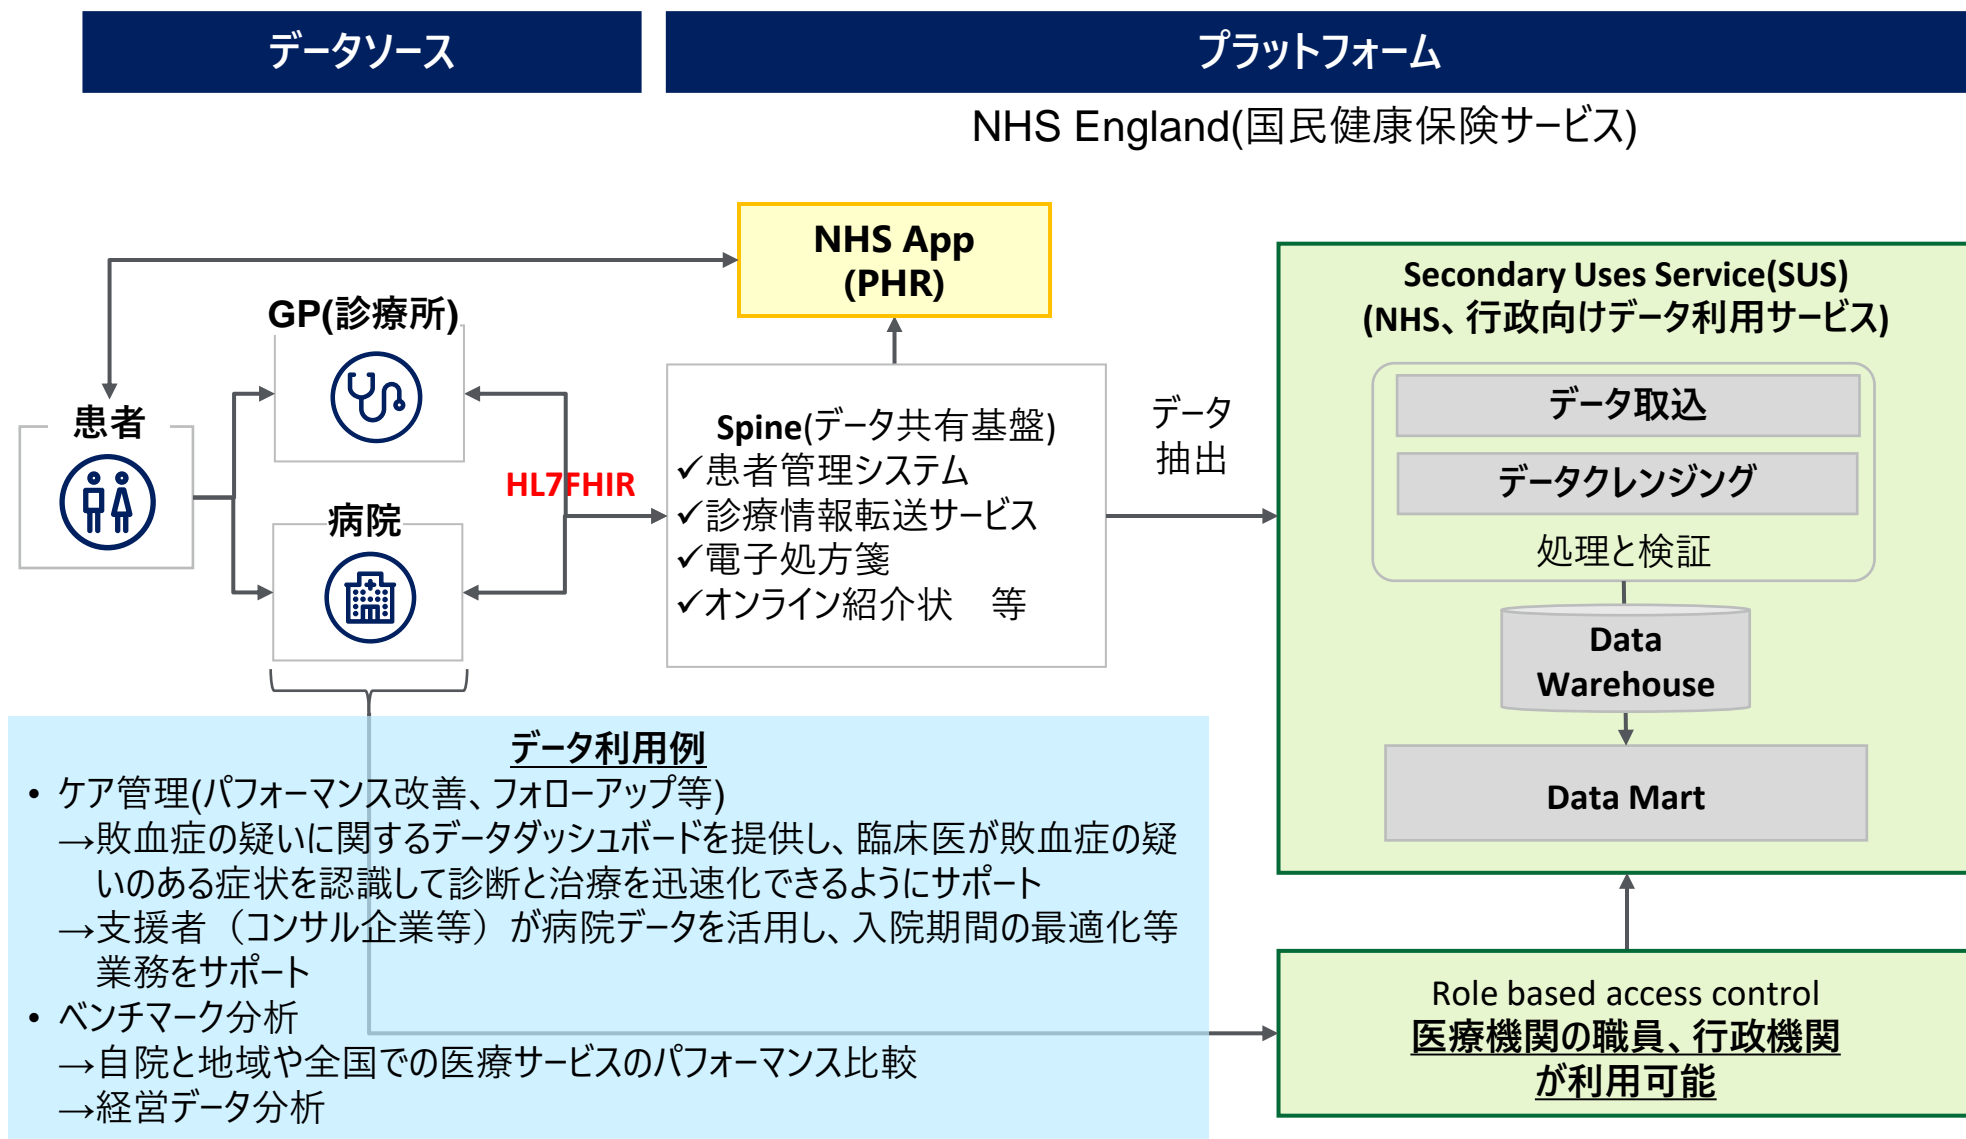 データソース
プラットフォーム
NHS England(国民健康保険サービス)
NHS App
(PHR)
GP(診療所)
患者
病院
HL7FHIR
Spine(データ共有基盤)
✓患者管理システム
✓診療情報転送サービス
✓電子処方箋
✓オンライン紹介状　等
データ
抽出
Secondary Uses Service(SUS)
(NHS、行政向けデータ利用サービス)
データ取込
データクレンジング
処理と検証
Data
Warehouse
Data Mart
Role based access control
医療機関の職員、行政機関
が利用可能
データ利用例
• ケア管理(パフォーマンス改善、フォローアップ等)
→敗血症の疑いに関するデータダッシュボードを提供し、臨床医が敗血症の疑
いのある症状を認識して診断と治療を迅速化できるようにサポート
→支援者（コンサル企業等）が病院データを活用し、入院期間の最適化等
業務をサポート
• ベンチマーク分析
→自院と地域や全国での医療サービスのパフォーマンス比較
→経営データ分析